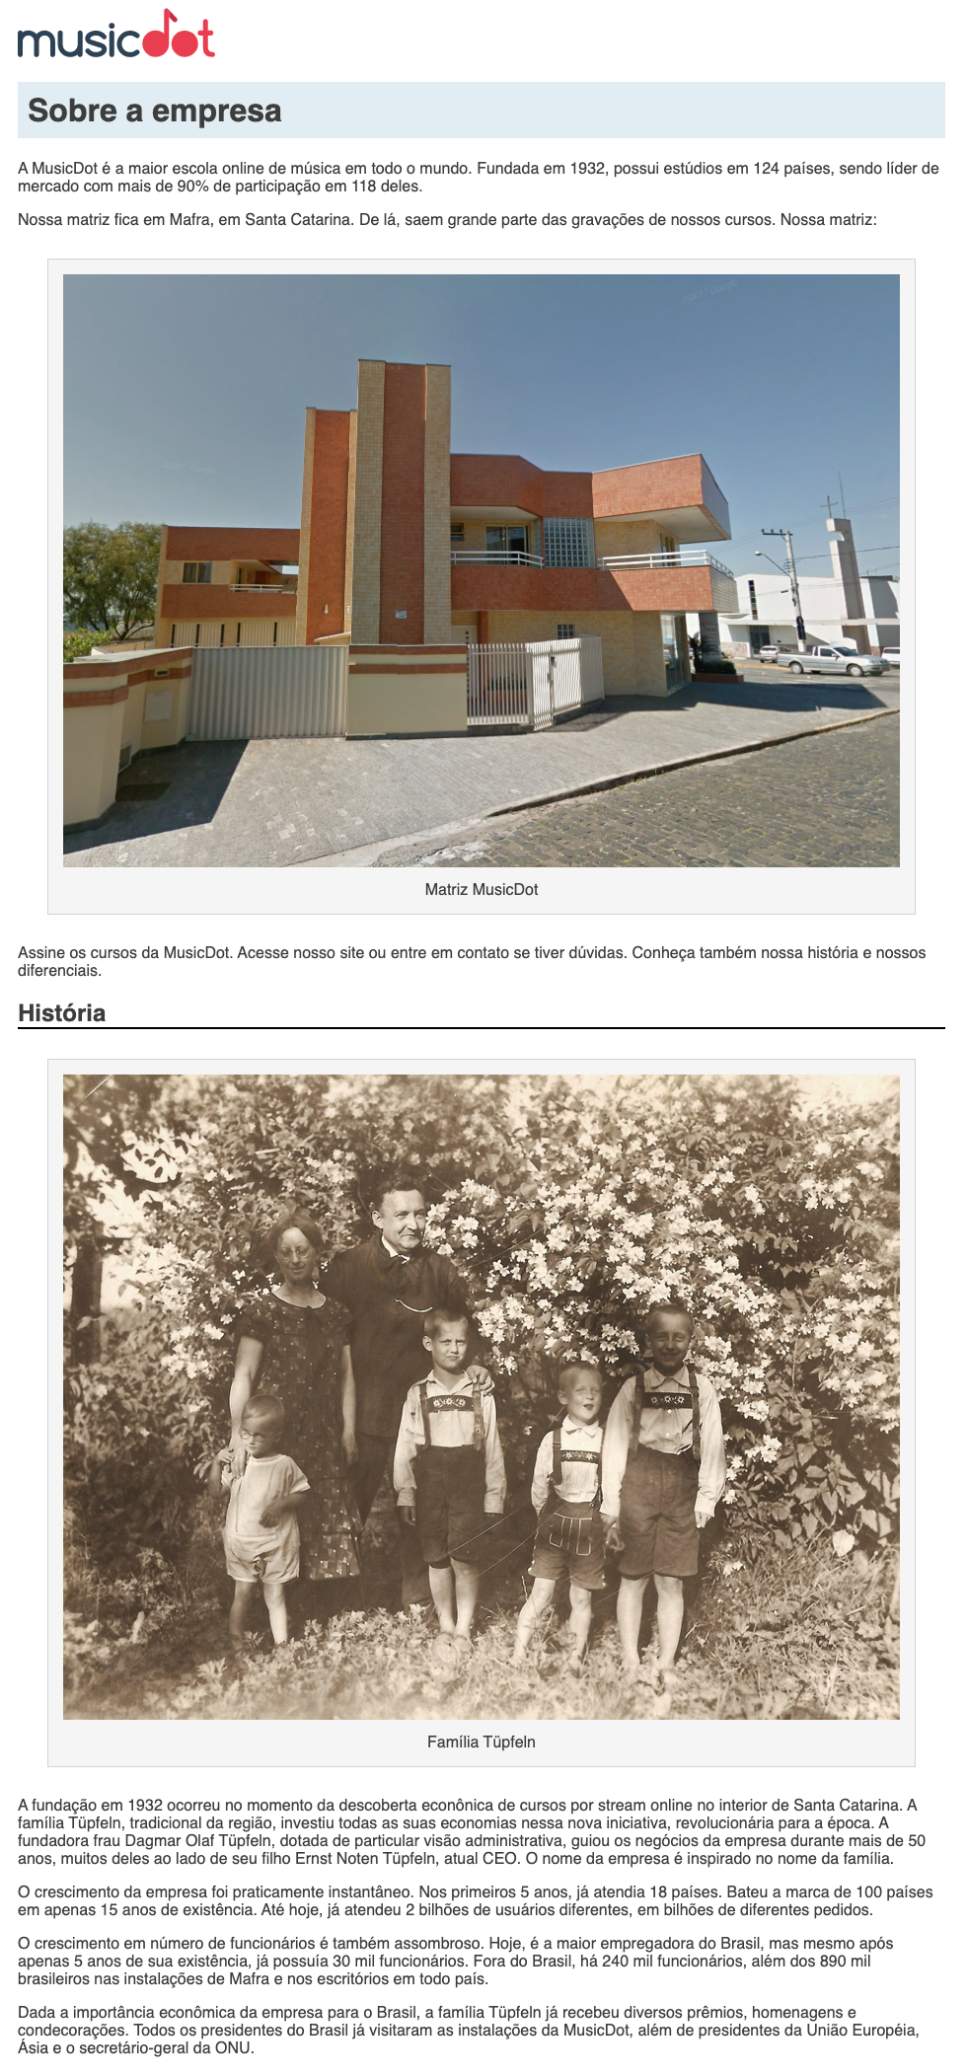 musicdot
Sobre a empresa
A MusicDot é a maior escola online de música em todo o mundo. Fundada em 1932, possui estúdios em 124 países, sendo líder de
mercado com mais de 90% de participação em 118 deles.
Nossa matriz fica em Mafra, em Santa Catarina. De lá, saem grande parte das gravações de nossos cursos. Nossa matriz:
Matriz MusicDot
Assine os cursos da MusicDot. Acesse nosso site ou entre em contato se tiver dúvidas. Conheça também nossa história e nossos
diferenciais.
História
Família Tüpfeln
A fundação em 1932 ocorreu no momento da descoberta econônica de cursos por stream online no interior de Santa Catarina. A
família Tüpfeln, tradicional da região, investiu todas as suas economias nessa nova iniciativa, revolucionária para a época. A
fundadora frau Dagmar Olaf Tüpfeln, dotada de particular visão administrativa, guiou os negócios da empresa durante mais de 50
anos, muitos deles ao lado de seu filho Ernst Noten Tüpfeln, atual CEO. O nome da empresa é inspirado no nome da família.
O crescimento da empresa foi praticamente instantâneo. Nos primeiros 5 anos, já atendia 18 países. Bateu a marca de 100 países
em apenas 15 anos de existência. Até hoje, já atendeu 2 bilhões de usuários diferentes, em bilhões de diferentes pedidos.
O crescimento em número de funcionários é também assombroso. Hoje, é a maior empregadora do Brasil, mas mesmo após
apenas 5 anos de sua existência, já possuía 30 mil funcionários. Fora do Brasil, há 240 mil funcionários, além dos 890 mil
brasileiros nas instalações de Mafra e nos escritórios em todo país.
Dada a importância econômica da empresa para o Brasil, a família Tüpfeln já recebeu diversos prêmios, homenagens e
condecorações. Todos os presidentes do Brasil já visitaram as instalações da MusicDot, além de presidentes da União Européia,
Ásia e o secretário-geral da ONU.